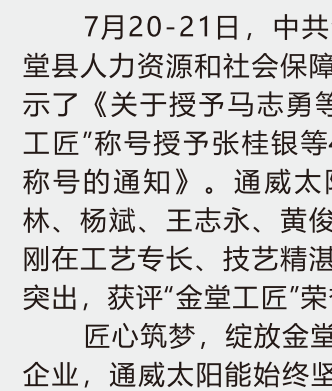 7月20-21日，中共
堂县人力资源和社会保障
示了《关于授予马志勇等
工匠”称号授予张桂银等
称号的通知》。通威太阳
林、杨斌、王志永、黄俊
刚在工艺专长、技艺精湛
突出，获评“金堂工匠”荣
匠心筑梦，绽放金堂
企业，通威太阳能始终坚